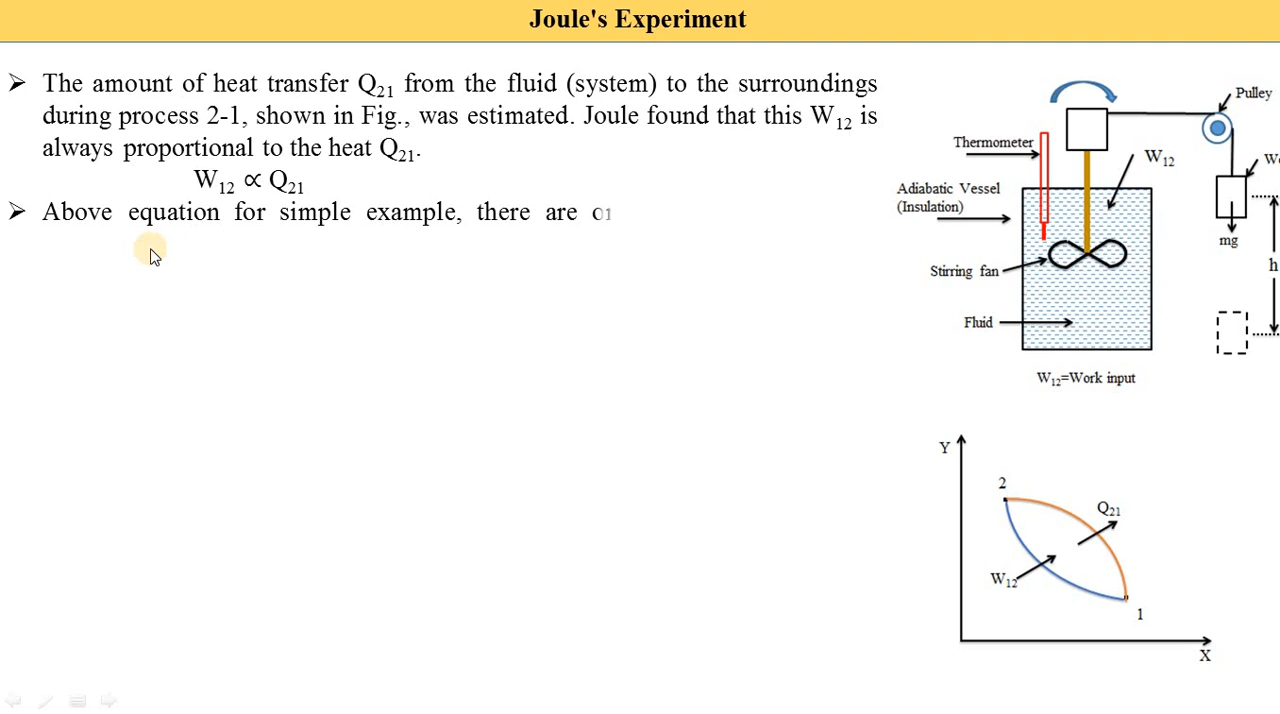 Joule's Experiment
➢ The amount of heat transfer Q₂₁ from the fluid (system) to the surroundings
during process 2-1, shown in Fig., was estimated. Joule found that this W₁₂ is
always proportional to the heat Q₂₁.
W₁₂ ∝ Q₂₁
➢ Above equation for simple example, there are
Pulley
Thermometer
W₁₂
Adiabatic Vessel
(Insulation)
mg
h
Stirring fan
Fluid
W₁₂=Work input
Y
2
Q₂₁
W₁₂
1
X